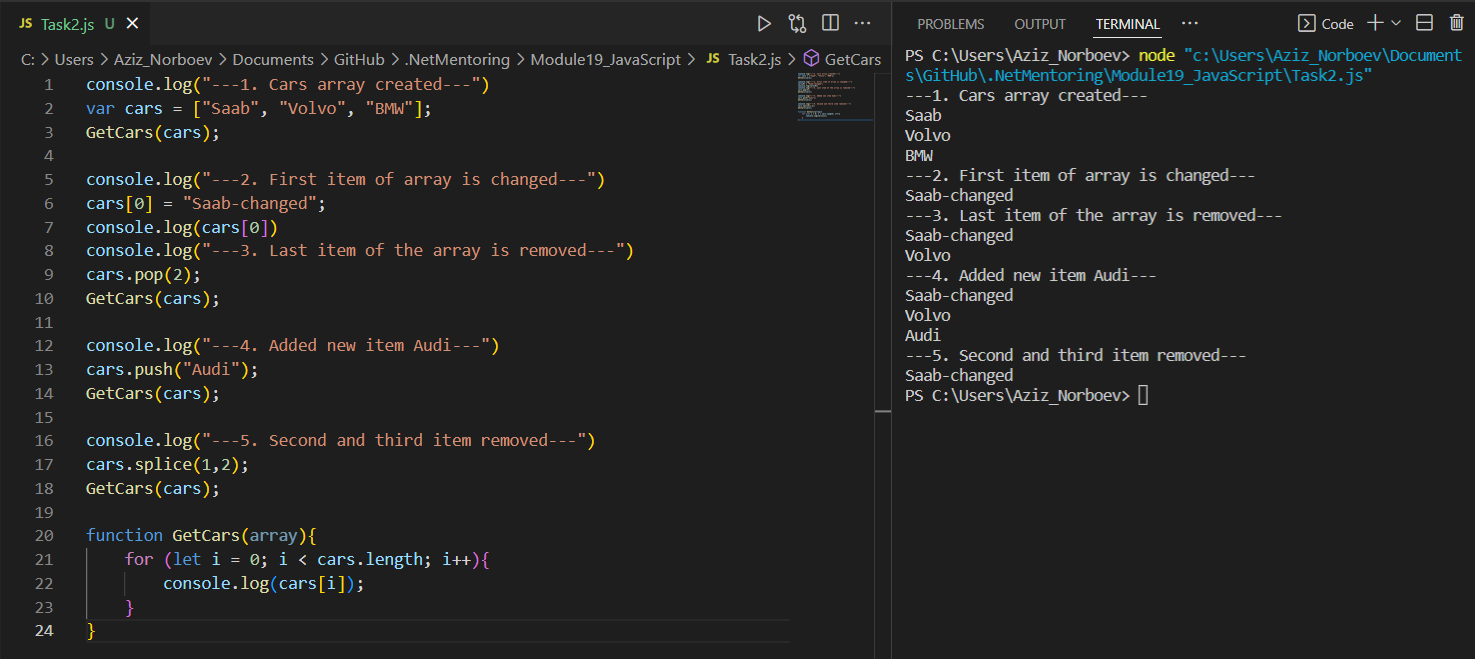 JS Task2.js U
C: > Users > Aziz_Norboev > Documents > GitHub > .NetMentoring > Module19_JavaScript > JS Task2.js > GetCars
1 console.log("---1. Cars array created---")
2 var cars = ["Saab", "Volvo", "BMW"];
3 GetCars(cars);
4
5 console.log("---2. First item of array is changed---")
6 cars[0] = "Saab-changed";
7 console.log(cars[0])
8 console.log("---3. Last item of the array is removed---")
9 cars.pop(2);
10 GetCars(cars);
11
12 console.log("---4. Added new item Audi---")
13 cars.push("Audi");
14 GetCars(cars);
15
16 console.log("---5. Second and third item removed---")
17 cars.splice(1,2);
18 GetCars(cars);
19
20 function GetCars(array){
21 for (let i = 0; i < cars.length; i++){
22 console.log(cars[i]);
23 }
24 }
PROBLEMS OUTPUT TERMINAL ... Code
PS C:\Users\Aziz_Norboev> node "c:\Users\Aziz_Norboev\Document
s\GitHub\.NetMentoring\Module19_JavaScript\Task2.js"
---1. Cars array created---
Saab
Volvo
BMW
---2. First item of array is changed---
Saab-changed
---3. Last item of the array is removed---
Saab-changed
Volvo
---4. Added new item Audi---
Saab-changed
Volvo
Audi
---5. Second and third item removed---
Saab-changed
PS C:\Users\Aziz_Norboev>